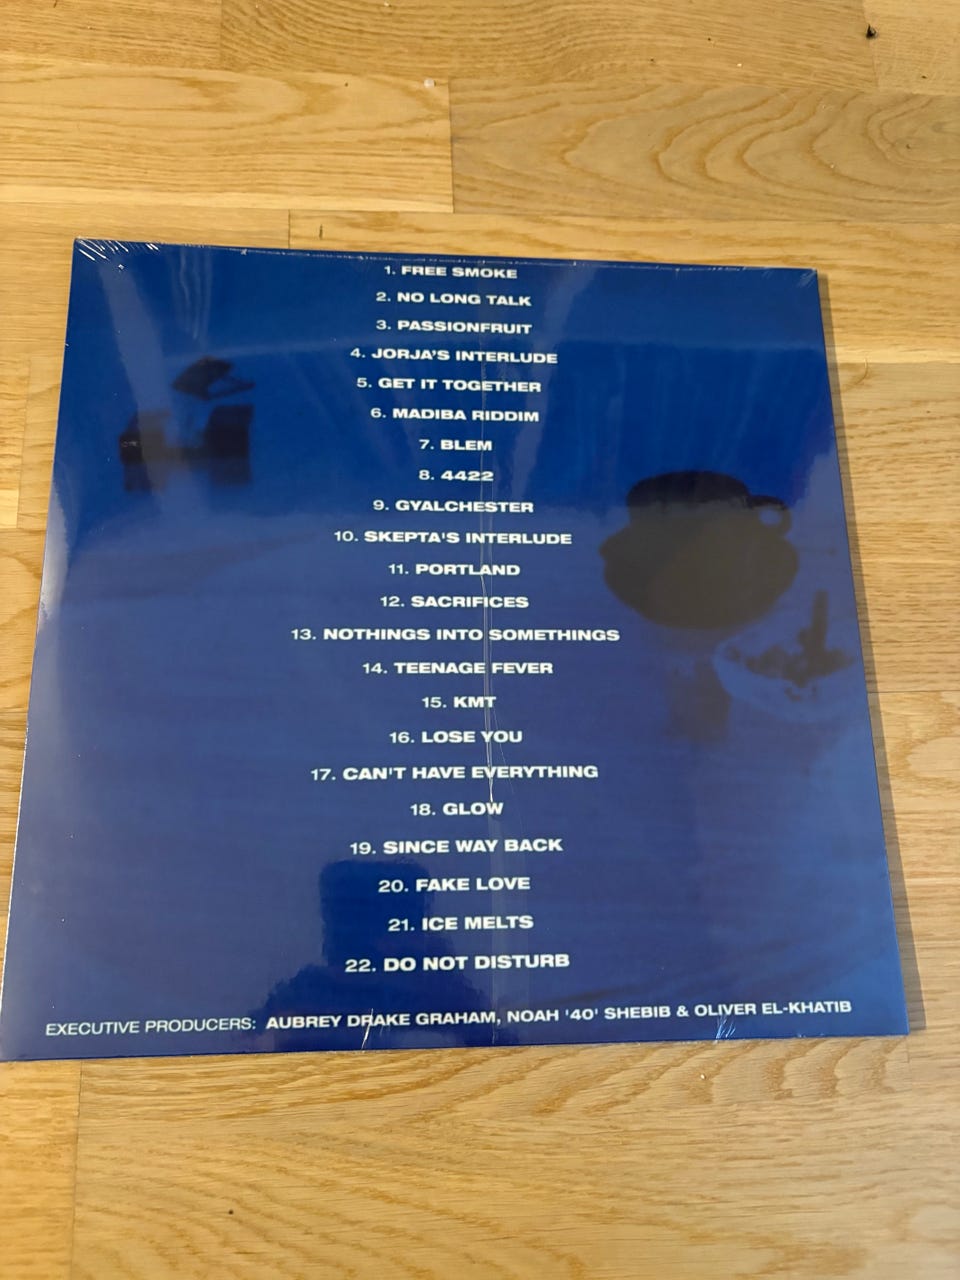 1. FREE SMOKE
2. NO LONG TALK
3. PASSIONFRUIT
4. JORJA'S INTERLUDE
5. GET IT TOGETHER
6. MADIBA RIDDIM
7. BLEM
8. 4422
9. GYALCHESTER
10. SKEPTA'S INTERLUDE
11. PORTLAND
12. SACRIFICES
13. NOTHINGS INTO SOMETHINGS
14. TEENAGE FEVER
15. KMT
16. LOSE YOU
17. CAN'T HAVE EVERYTHING
18. GLOW
19. SINCE WAY BACK
20. FAKE LOVE
21. ICE MELTS
22. DO NOT DISTURB
EXECUTIVE PRODUCERS: AUBREY DRAKE GRAHAM, NOAH '40' SHEBIB & OLIVER EL-KHATIB